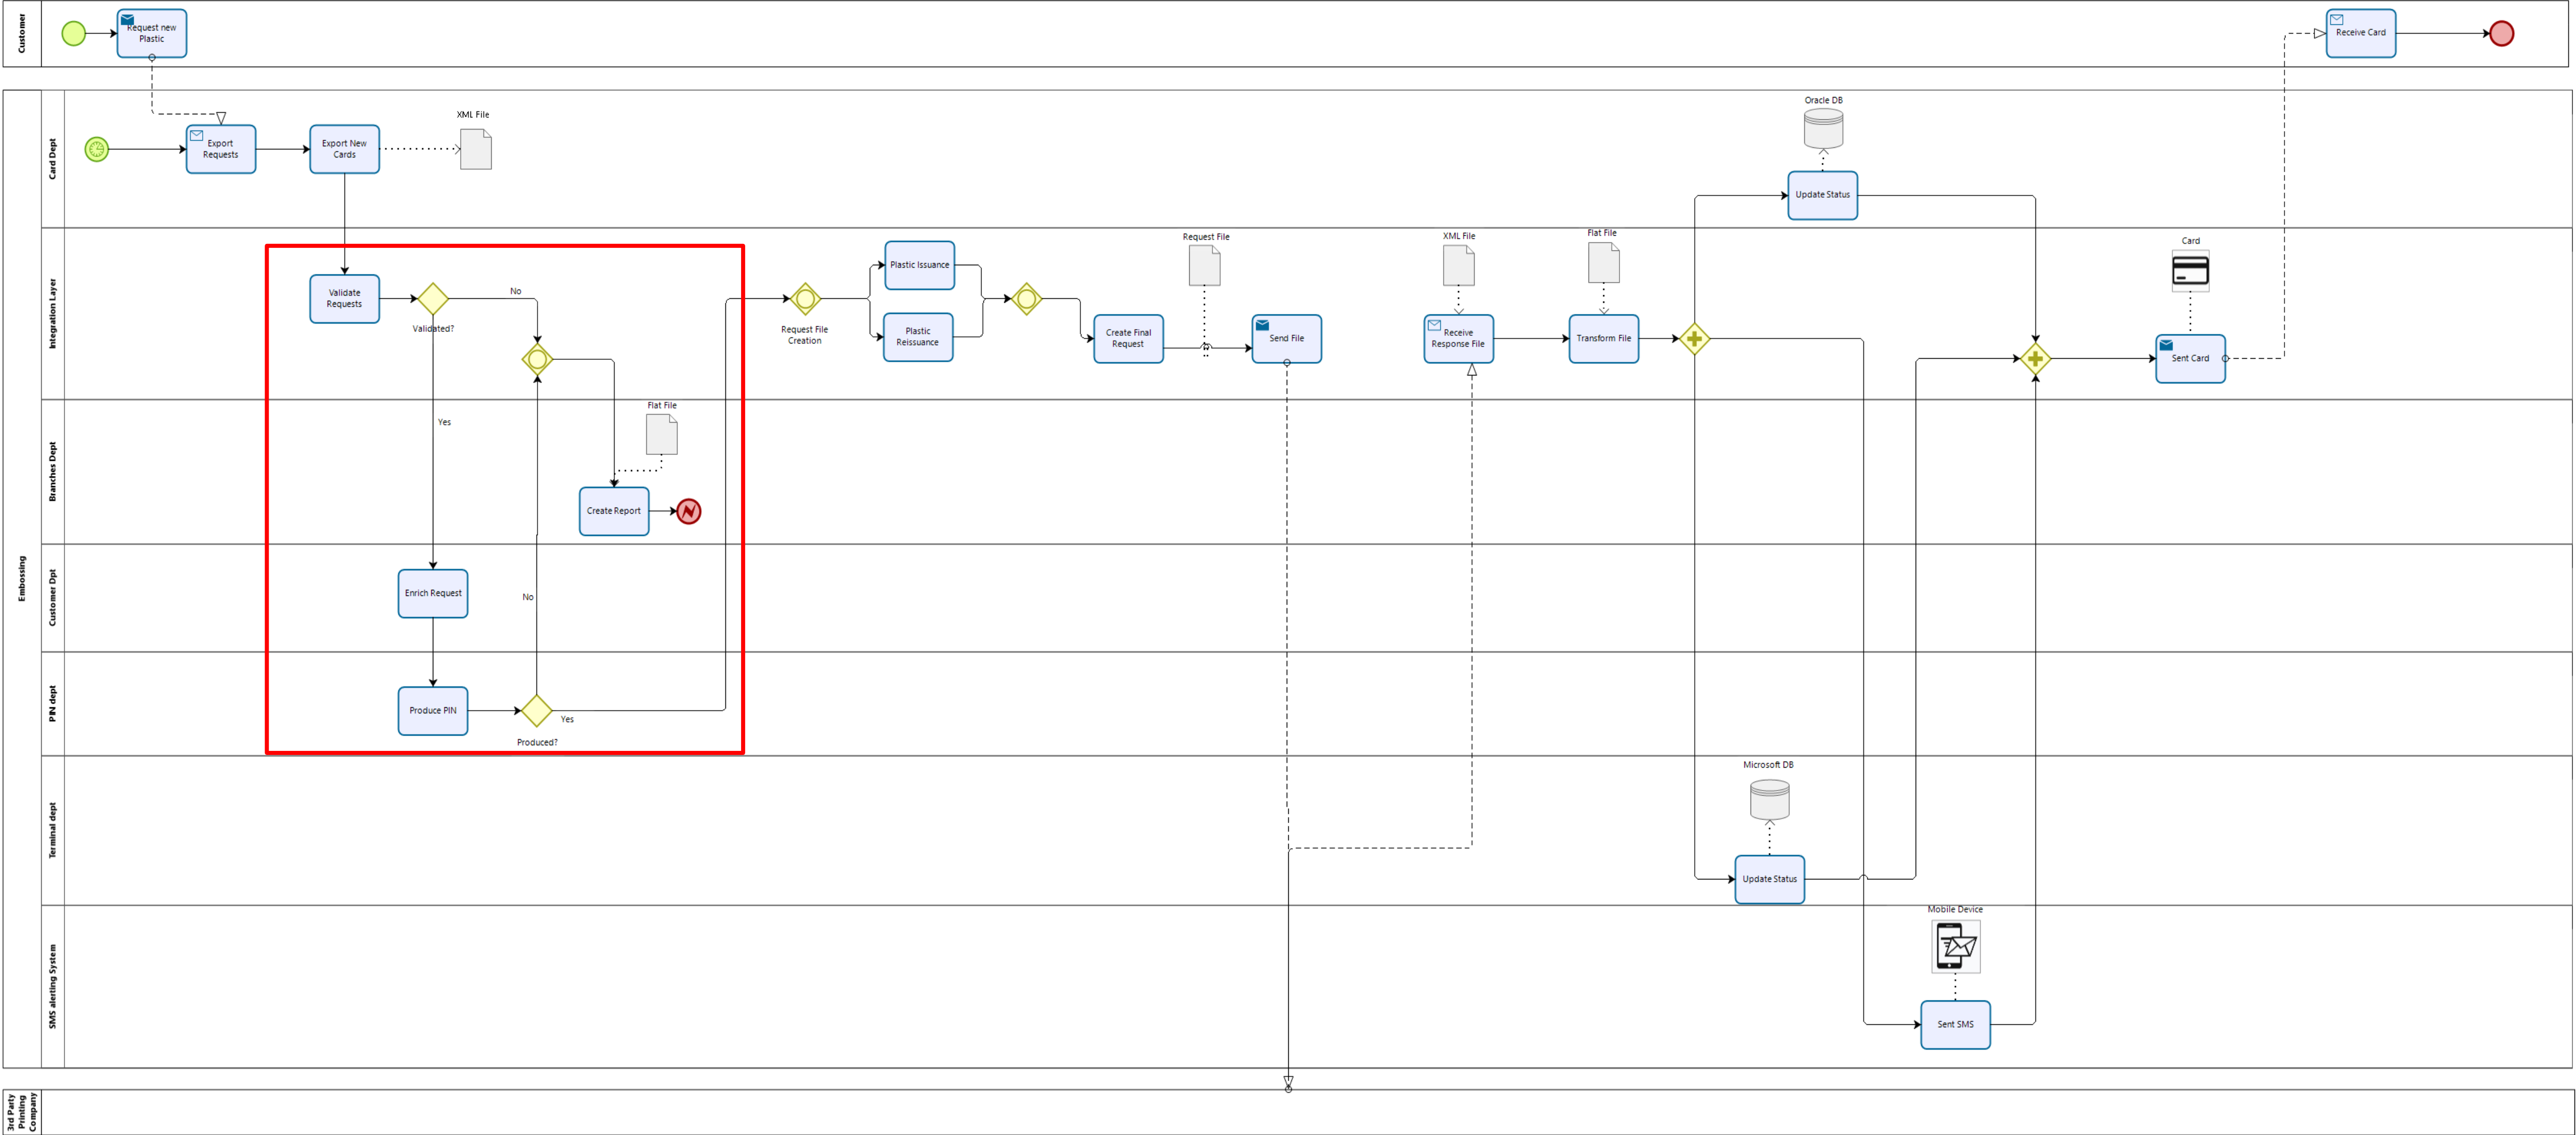 Customer
Request new
Plastic
Receive Card
Embossing
Card Dept
Export
Requests
Export New
Cards
XML File
Oracle DB
Update Status
Integration Layer
Validate
Requests
Validated?
No
Yes
Request File
Creation
Plastic Issuance
Plastic
Reissuance
Create Final
Request
Request File
Send File
XML File
Receive
Response File
Flat File
Transform File
Card
Sent Card
Branches Dept
Flat File
Create Report
Customer Dpt
Enrich Request
No
PIN dept
Produce PIN
Yes
Produced?
Terminal dept
Microsoft DB
Update Status
SMS alerting System
Mobile Device
Sent SMS
3rd Party
Printing
Company